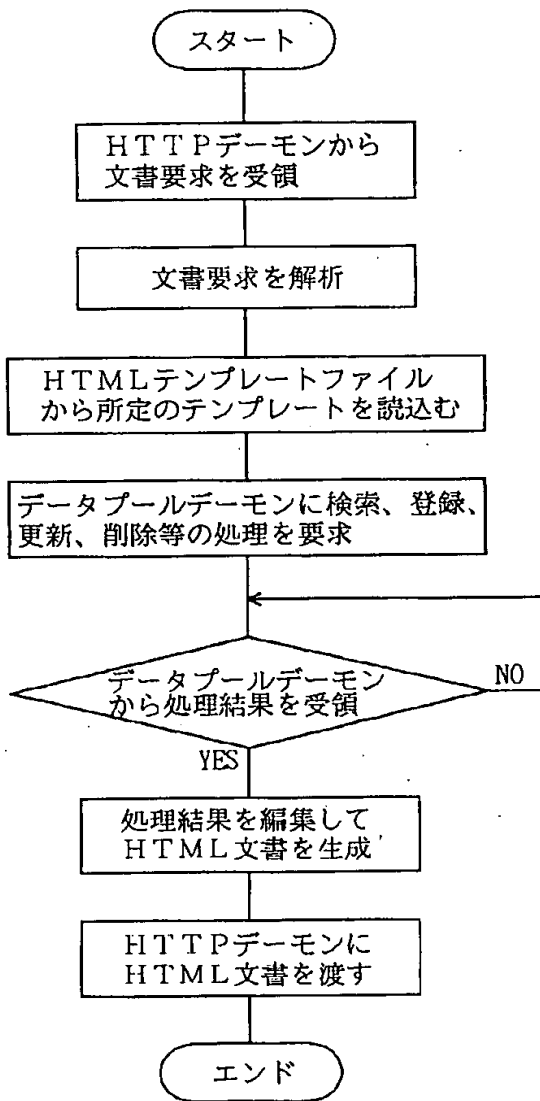 スタート
HTTPデーモンから
文書要求を受領
文書要求を解析
HTMLテンプレートファイル
から所定のテンプレートを読込む
データプールデーモンに検索、登録、
更新、削除等の処理を要求
データプールデーモン
から処理結果を受領
NO
YES
処理結果を編集して
HTML文書を生成
HTTPデーモンに
HTML文書を渡す
エンド